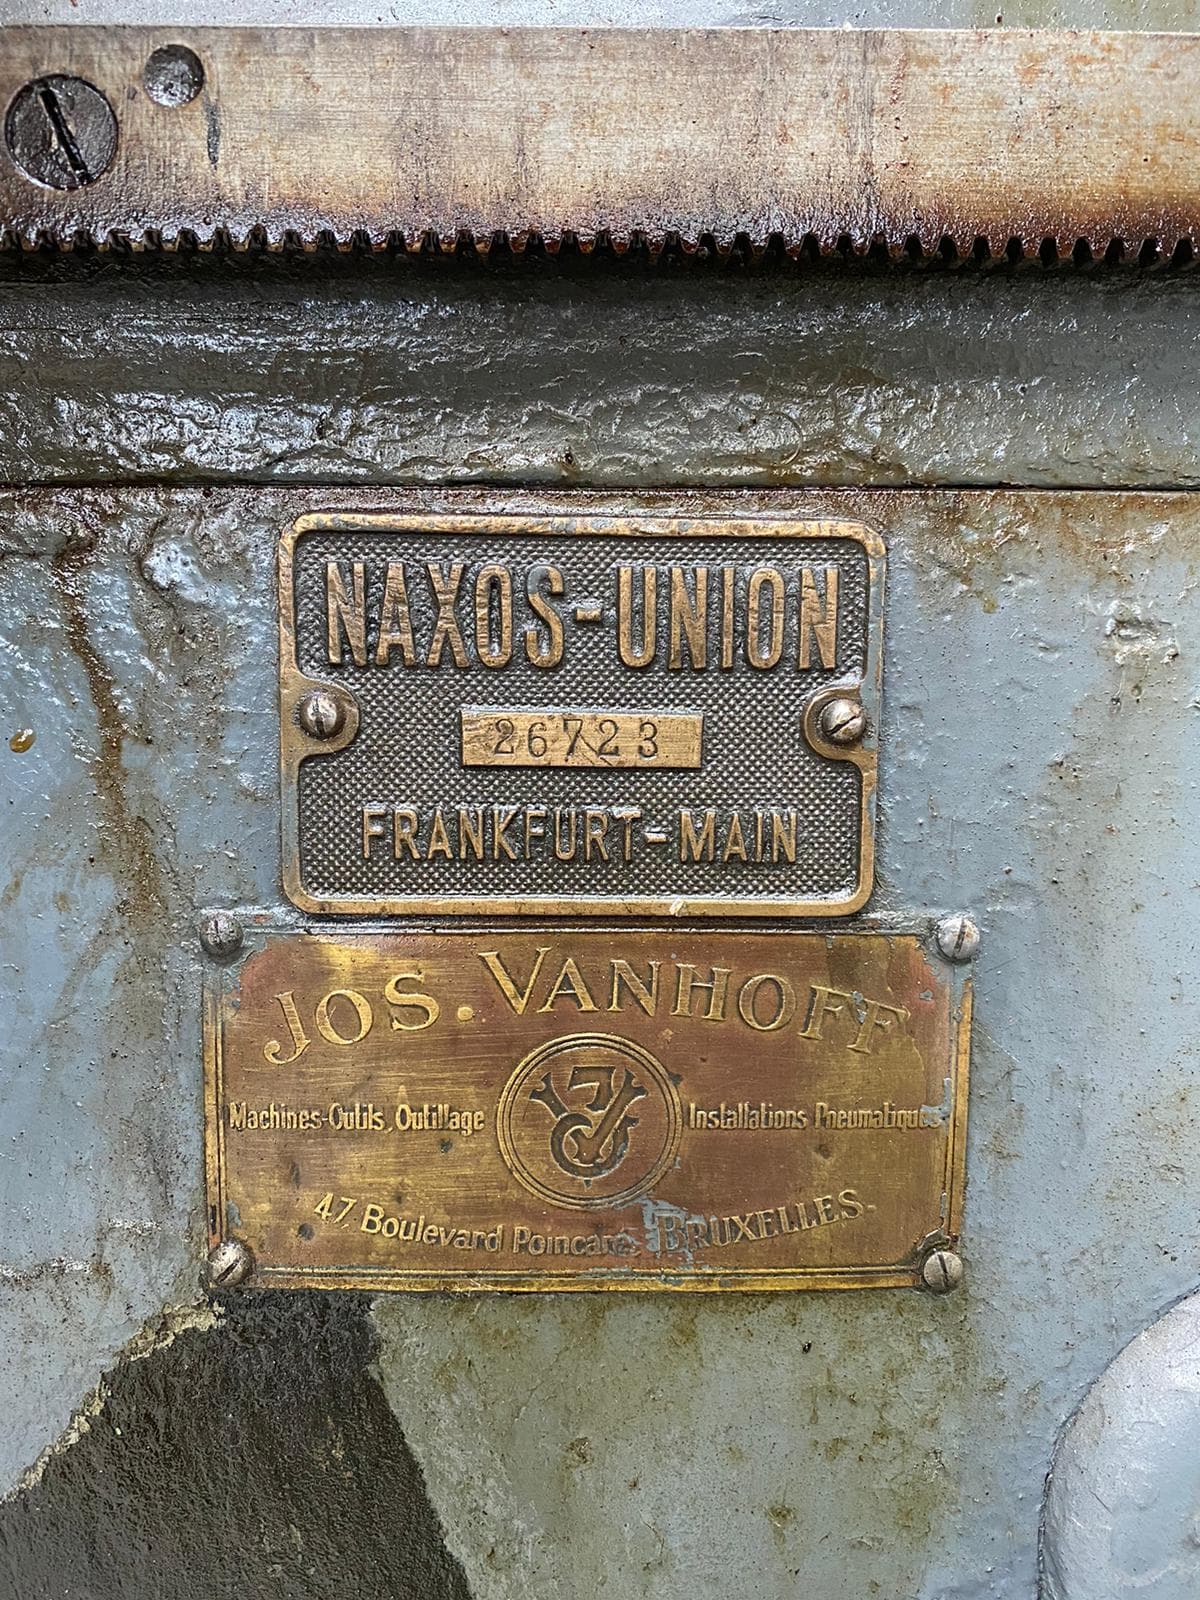 NAXOS-UNION
26723
FRANKFURT-MAIN
JOS. VANHOFF
Machines-Outils, Outillage
Installations Pneumatiques
47, Boulevard Poincaré, BRUXELLES.